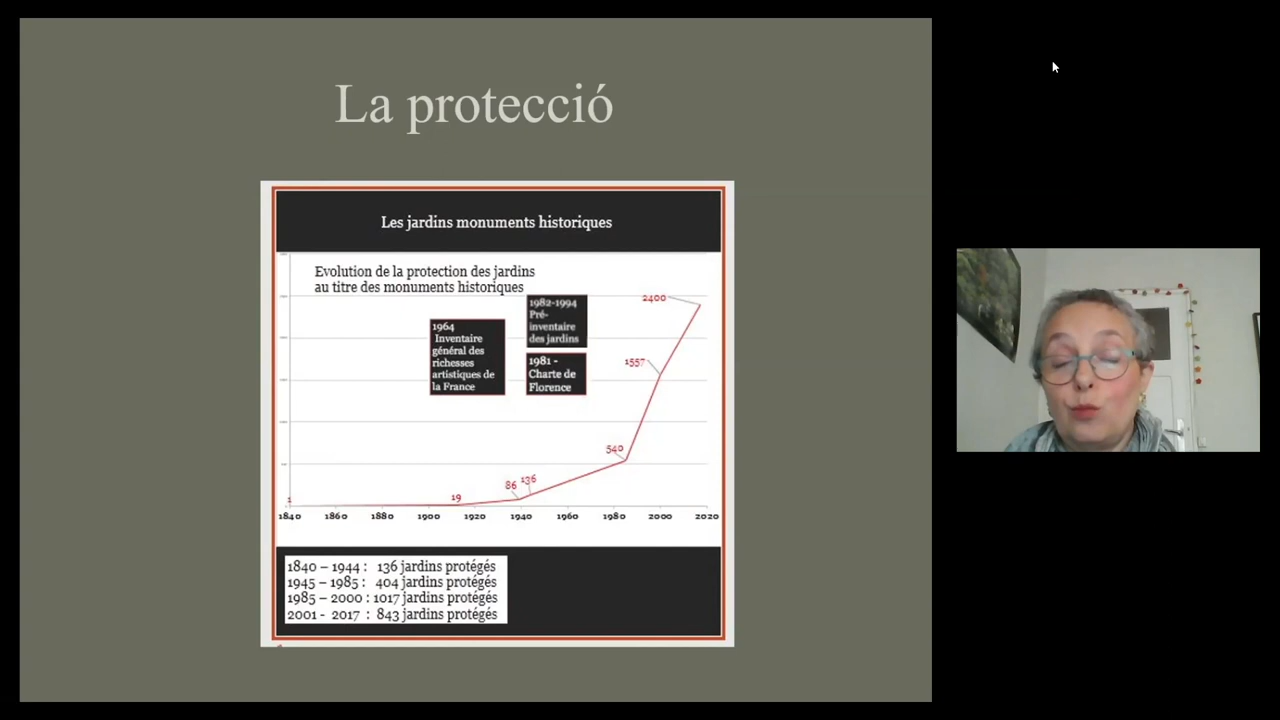 La protecció
Les jardins monuments historiques
Evolution de la protection des jardins
au titre des monuments historiques
1982-1994
Pré-
inventaire
des jardins
1964
Inventaire
général des
richesses
artistiques de
la France
1981 -
Charte de
Florence
2400
1557
540
136
86
19
1
1840 1860 1880 1900 1920 1940 1960 1980 2000 2020
1840 – 1944 : 136 jardins protégés
1945 – 1985 : 404 jardins protégés
1985 – 2000 : 1017 jardins protégés
2001 - 2017 : 843 jardins protégés